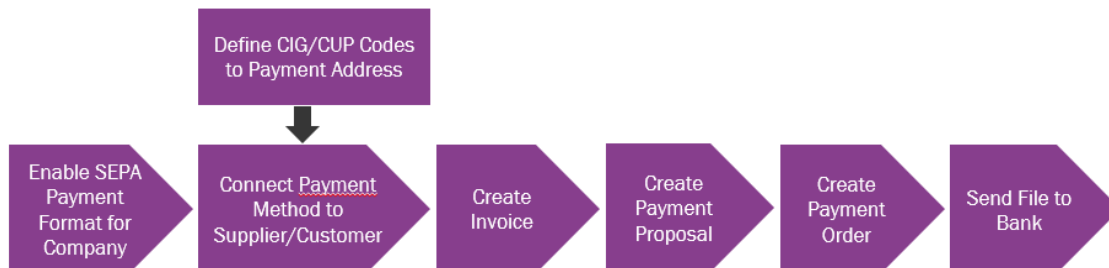 Define CIG/CUP Codes
to Payment Address
Enable SEPA
Payment
Format for
Company
Connect Payment
Method to
Supplier/Customer
Create
Invoice
Create
Payment
Proposal
Create
Payment
Order
Send File to
Bank